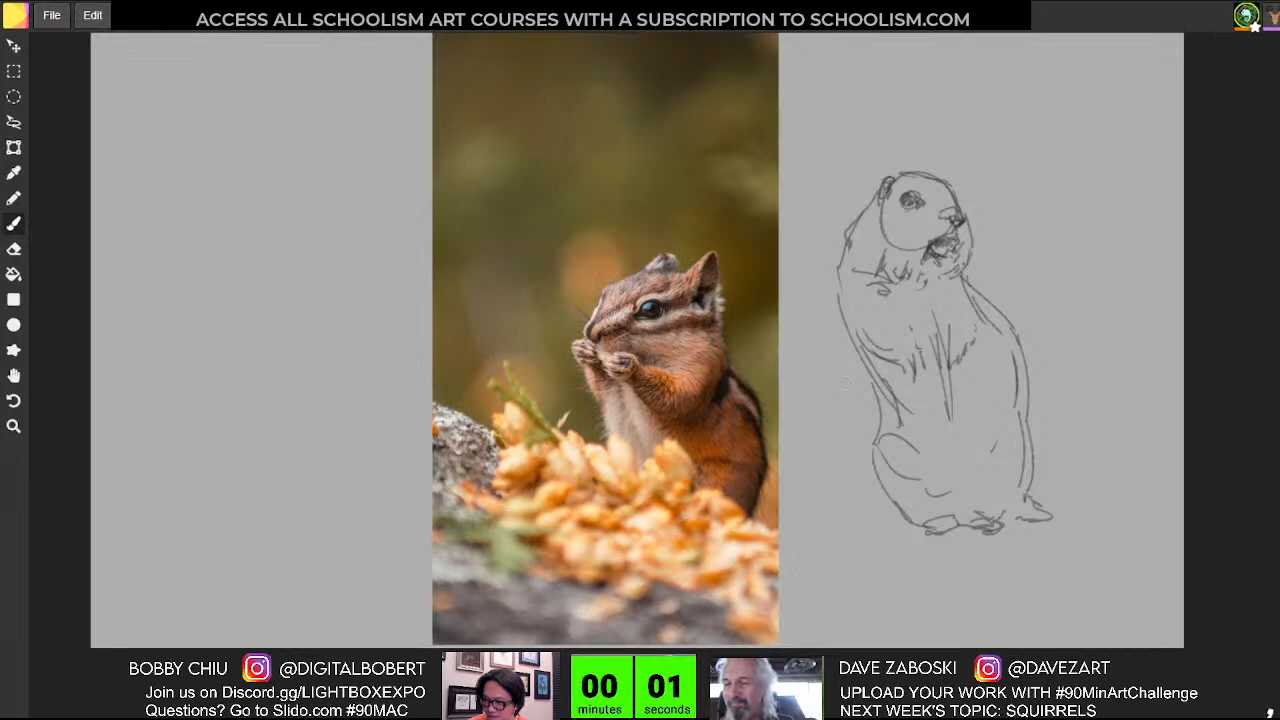 File
Edit
ACCESS ALL SCHOOLISM ART COURSES WITH A SUBSCRIPTION TO SCHOOLISM.COM
BOBBY CHIU @DIGITALBOBERT
Join us on Discord.gg/LIGHTBOXEXPO
Questions? Go to Slido.com #90MAC
00
minutes
01
seconds
DAVE ZABOSKI @DAVEZART
UPLOAD YOUR WORK WITH #90MinArtChallenge
NEXT WEEK'S TOPIC: SQUIRRELS